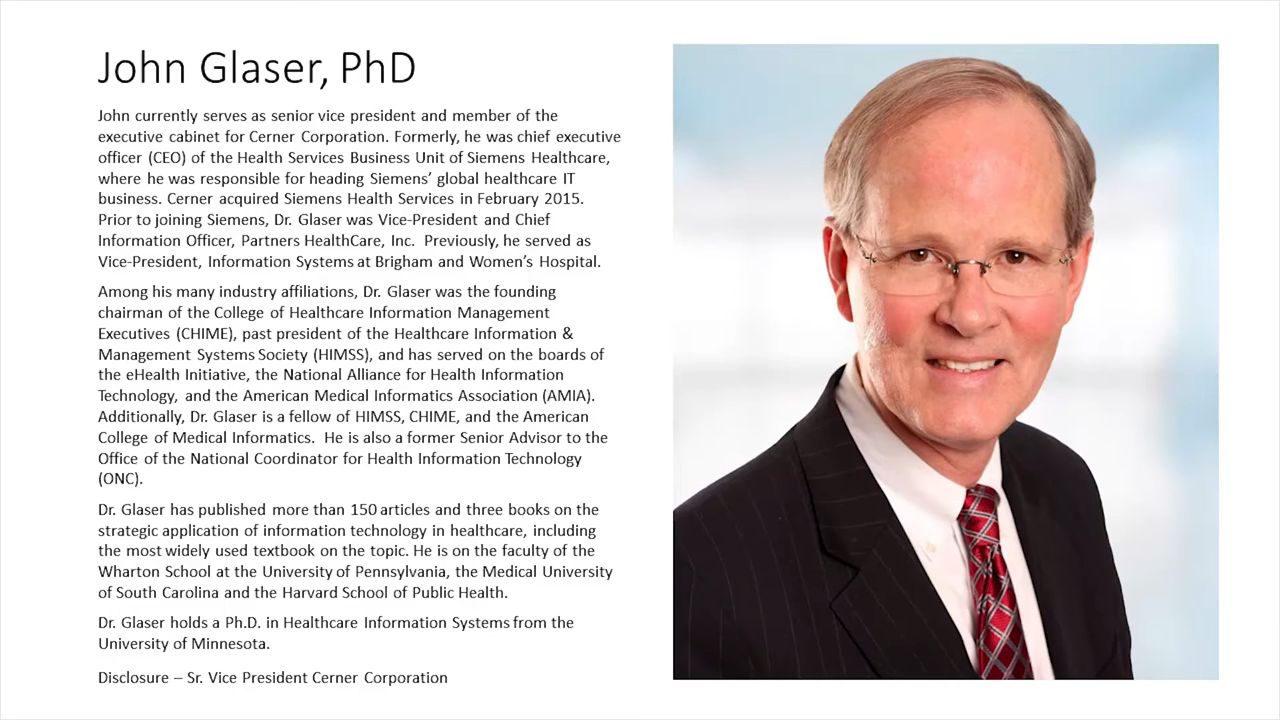 John Glaser, PhD
John currently serves as senior vice president and member of the
executive cabinet for Cerner Corporation. Formerly, he was chief executive
officer (CEO) of the Health Services Business Unit of Siemens Healthcare,
where he was responsible for heading Siemens’ global healthcare IT
business. Cerner acquired Siemens Health Services in February 2015.
Prior to joining Siemens, Dr. Glaser was Vice-President and Chief
Information Officer, Partners HealthCare, Inc.  Previously, he served as
Vice-President, Information Systems at Brigham and Women’s Hospital.
Among his many industry affiliations, Dr. Glaser was the founding
chairman of the College of Healthcare Information Management
Executives (CHIME), past president of the Healthcare Information &
Management Systems Society (HIMSS), and has served on the boards of
the eHealth Initiative, the National Alliance for Health Information
Technology, and the American Medical Informatics Association (AMIA).
Additionally, Dr. Glaser is a fellow of HIMSS, CHIME, and the American
College of Medical Informatics.  He is also a former Senior Advisor to the
Office of the National Coordinator for Health Information Technology
(ONC).
Dr. Glaser has published more than 150 articles and three books on the
strategic application of information technology in healthcare, including
the most widely used textbook on the topic. He is on the faculty of the
Wharton School at the University of Pennsylvania, the Medical University
of South Carolina and the Harvard School of Public Health.
Dr. Glaser holds a Ph.D. in Healthcare Information Systems from the
University of Minnesota.
Disclosure – Sr. Vice President Cerner Corporation